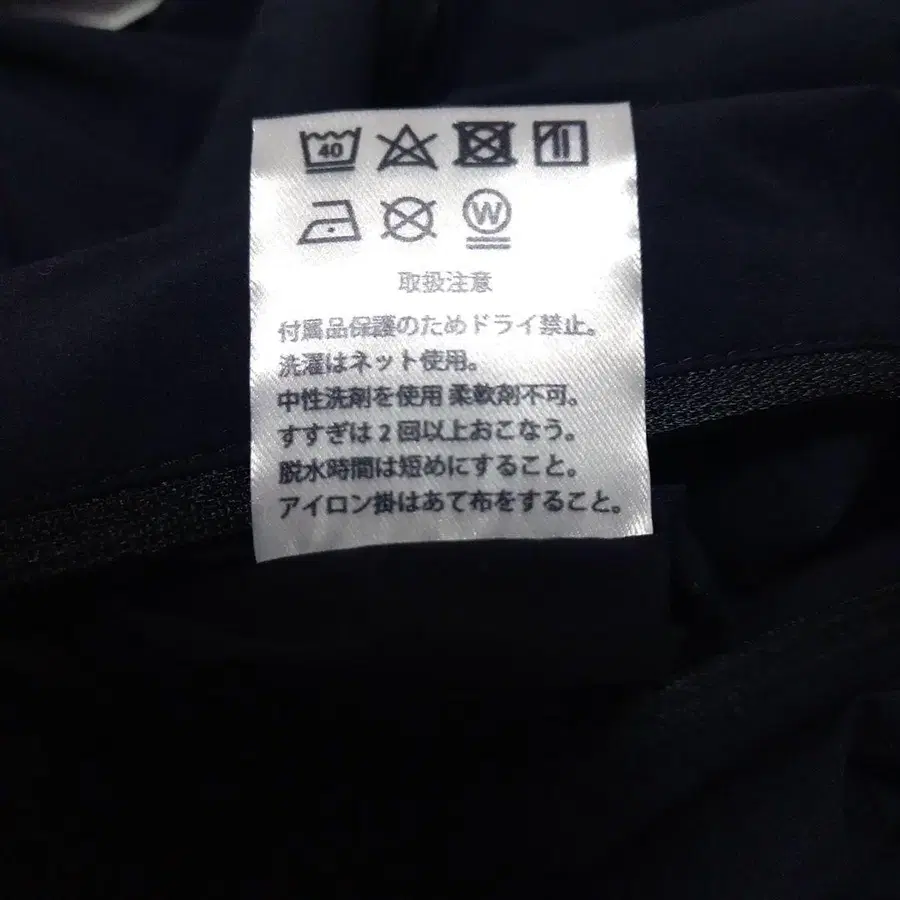 40
W
取扱注意
付属品保護のためドライ禁止。
洗濯はネット使用。
中性洗剤を使用 柔軟剤不可。
すすぎは2回以上おこなう。
脱水時間は短めにすること。
アイロン掛はあて布をすること。